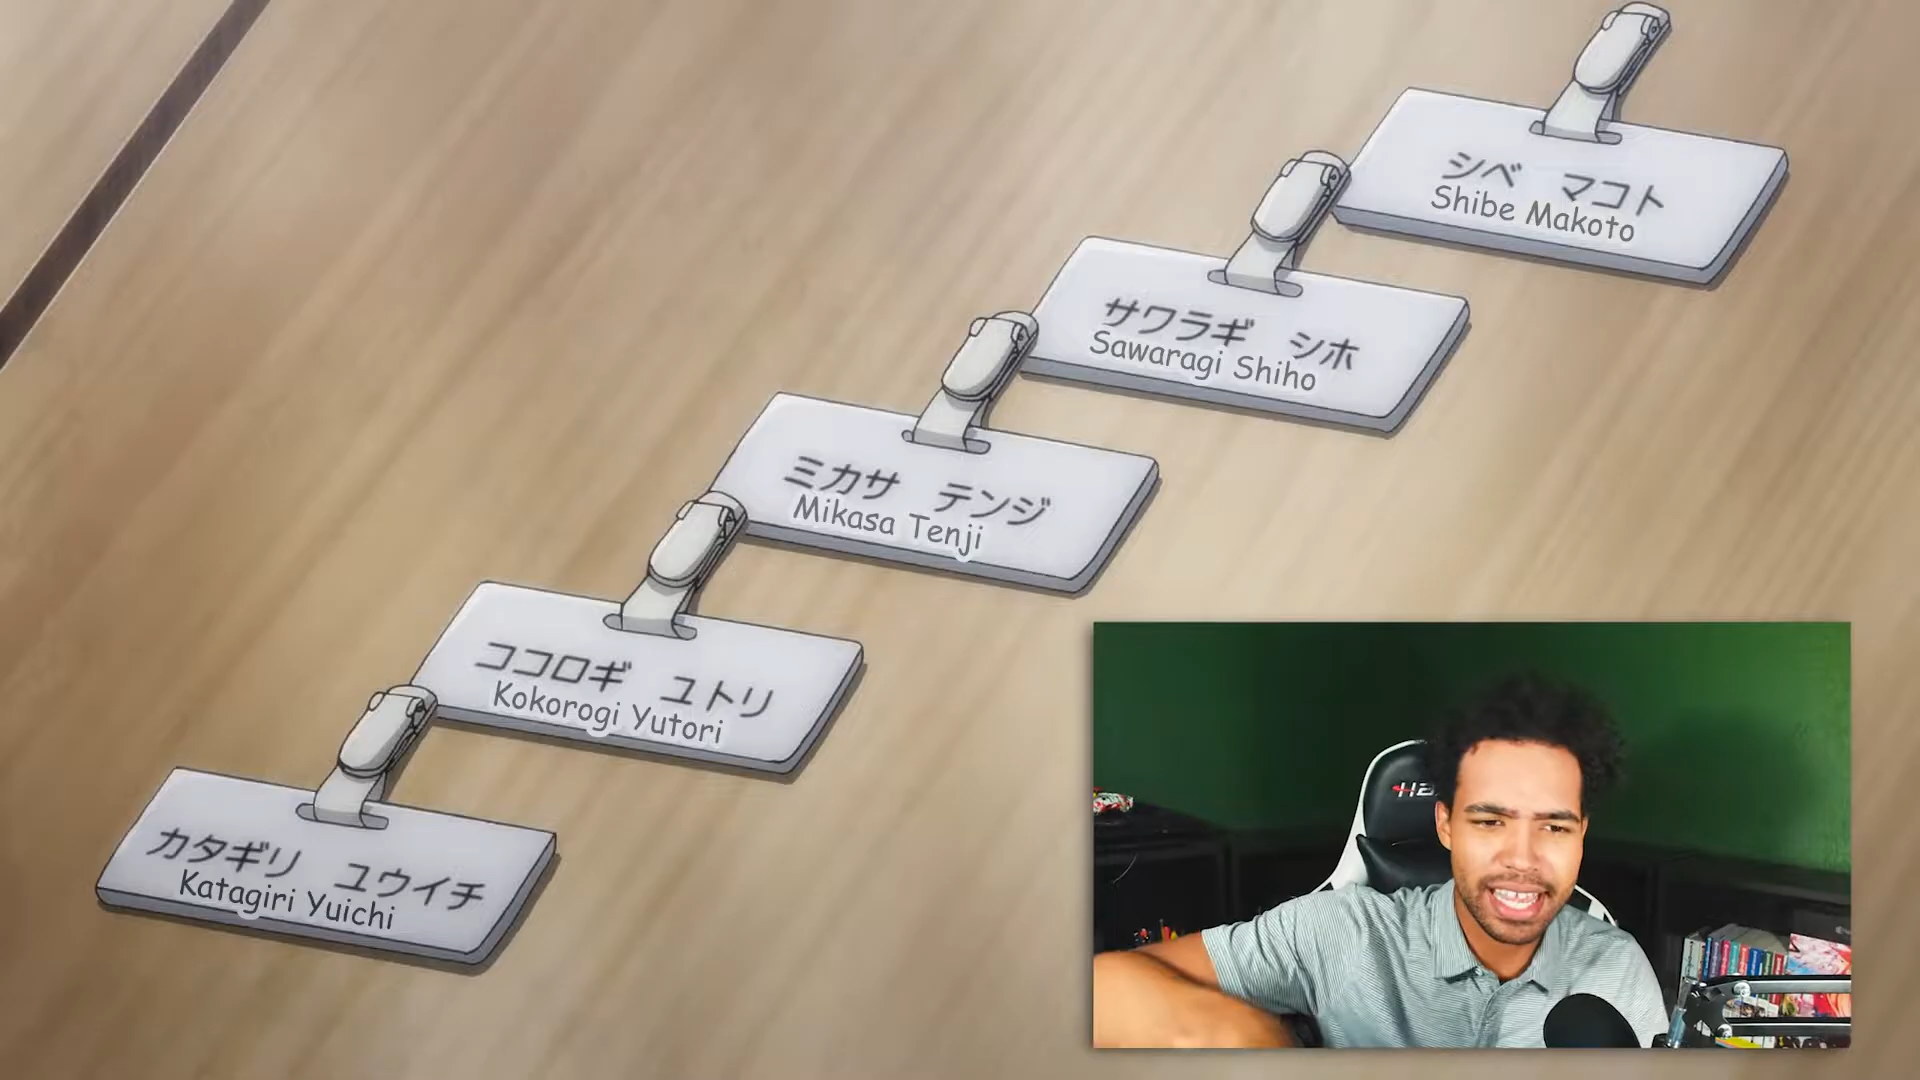 シベ マコト
Shibe Makoto
サワラギ シホ
Sawaragi Shiho
ミカサ テンジ
Mikasa Tenji
ココロギ ユトリ
Kokorogi Yutori
カタギリ ユウイチ
Katagiri Yuichi